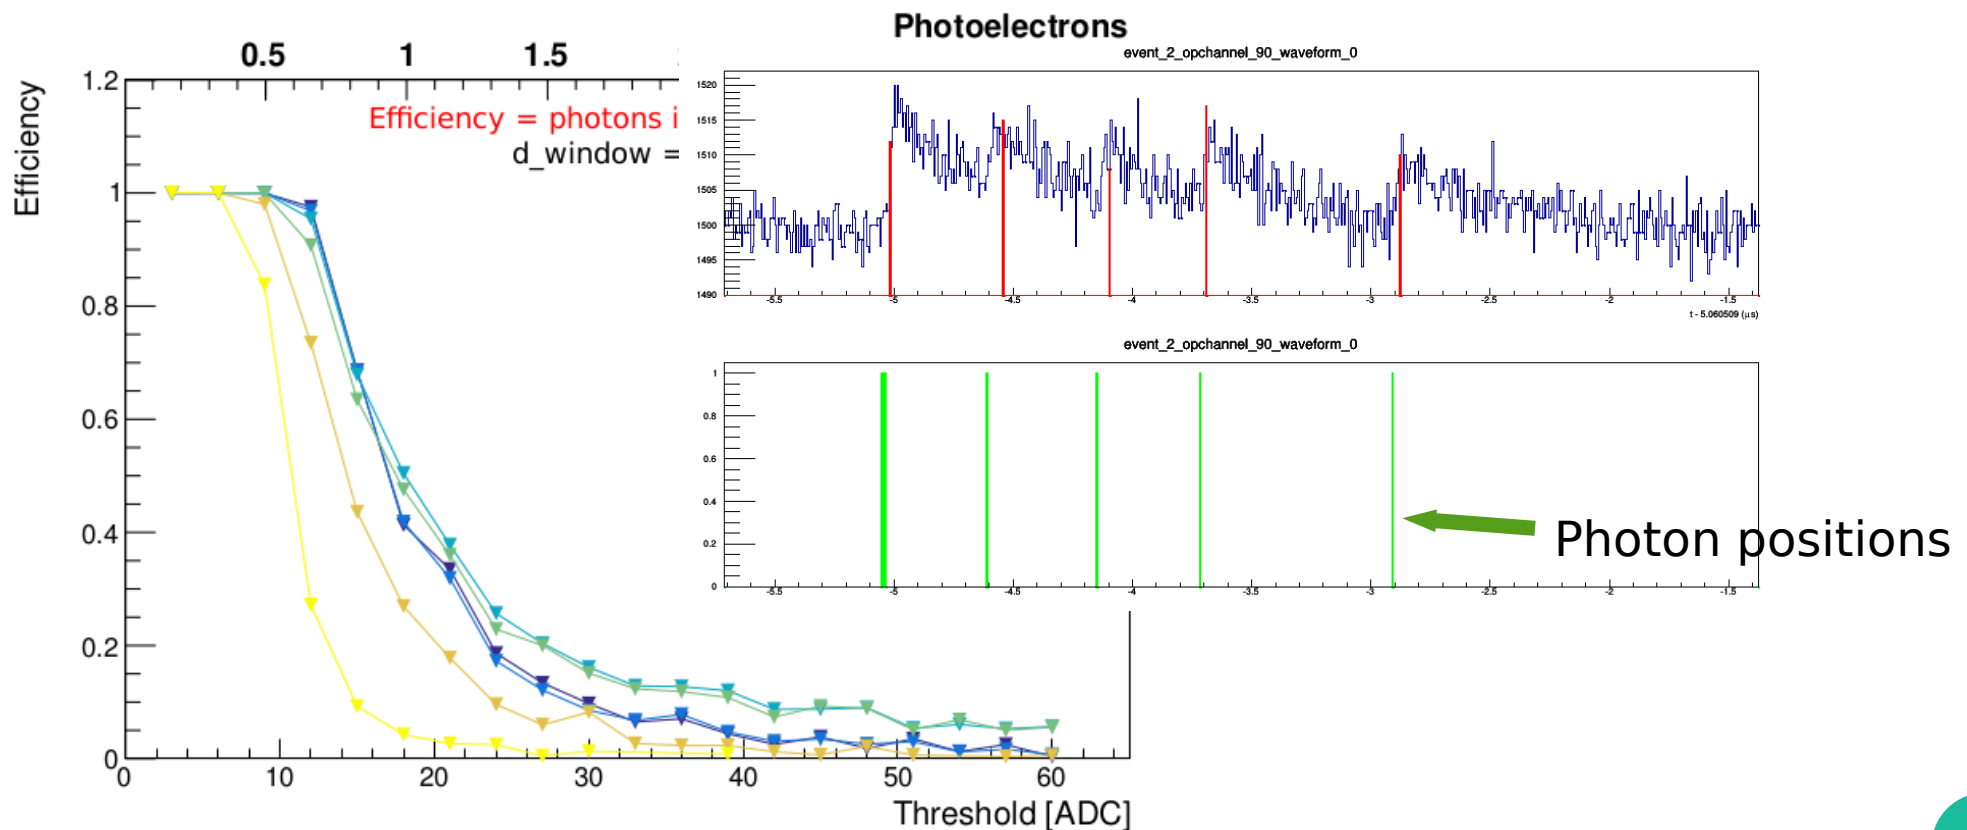 Photoelectrons
0.5 1 1.5
Efficiency
1.2
1
0.8
0.6
0.4
0.2
0
Efficiency = photons i
d_window =
0 10 20 30 40 50 60
Threshold [ADC]
event_2_opchannel_90_waveform_0
1520
1515
1510
1505
1500
1495
1490
-5.5 -5 -4.5 -4 -3.5 -3 -2.5 -2 -1.5
t - 5.060509 (μs)
event_2_opchannel_90_waveform_0
1
0.8
0.6
0.4
0.2
0
-5.5 -5 -4.5 -4 -3.5 -3 -2.5 -2 -1.5
Photon positions